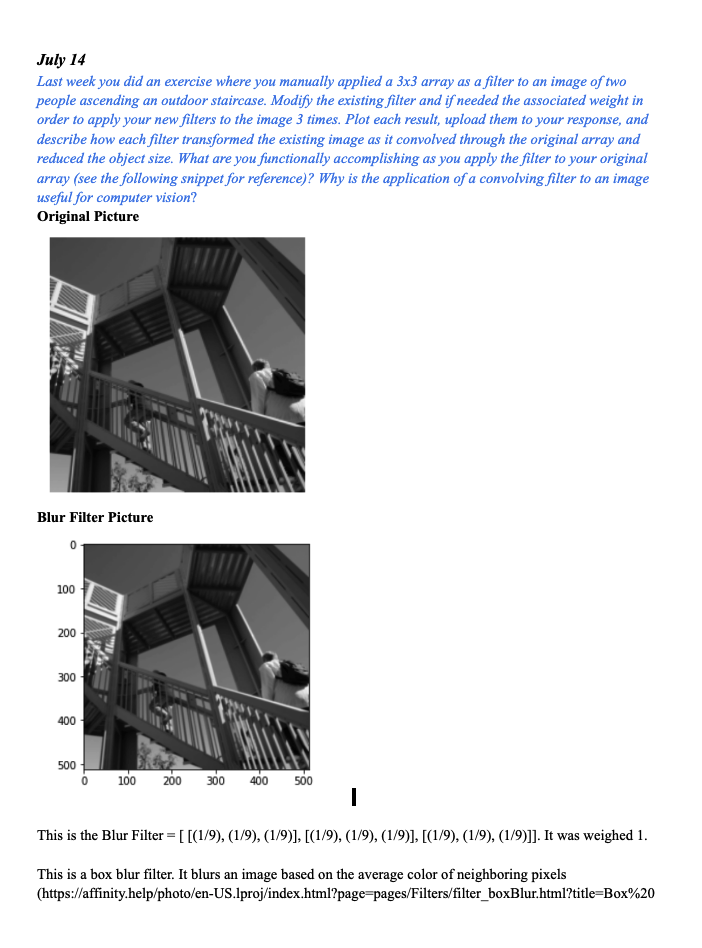 July 14
Last week you did an exercise where you manually applied a 3x3 array as a filter to an image of two
people ascending an outdoor staircase. Modify the existing filter and if needed the associated weight in
order to apply your new filters to the image 3 times. Plot each result, upload them to your response, and
describe how each filter transformed the existing image as it convolved through the original array and
reduced the object size. What are you functionally accomplishing as you apply the filter to your original
array (see the following snippet for reference)? Why is the application of a convolving filter to an image
useful for computer vision?
Original Picture
Blur Filter Picture
0
100
200
300
400
500
0 100 200 300 400 500
This is the Blur Filter = [ [(1/9), (1/9), (1/9)], [(1/9), (1/9), (1/9)], [(1/9), (1/9), (1/9)]]. It was weighed 1.
This is a box blur filter. It blurs an image based on the average color of neighboring pixels
(https://affinity.help/photo/en-US.lproj/index.html?page=pages/Filters/filter_boxBlur.html?title=Box%20